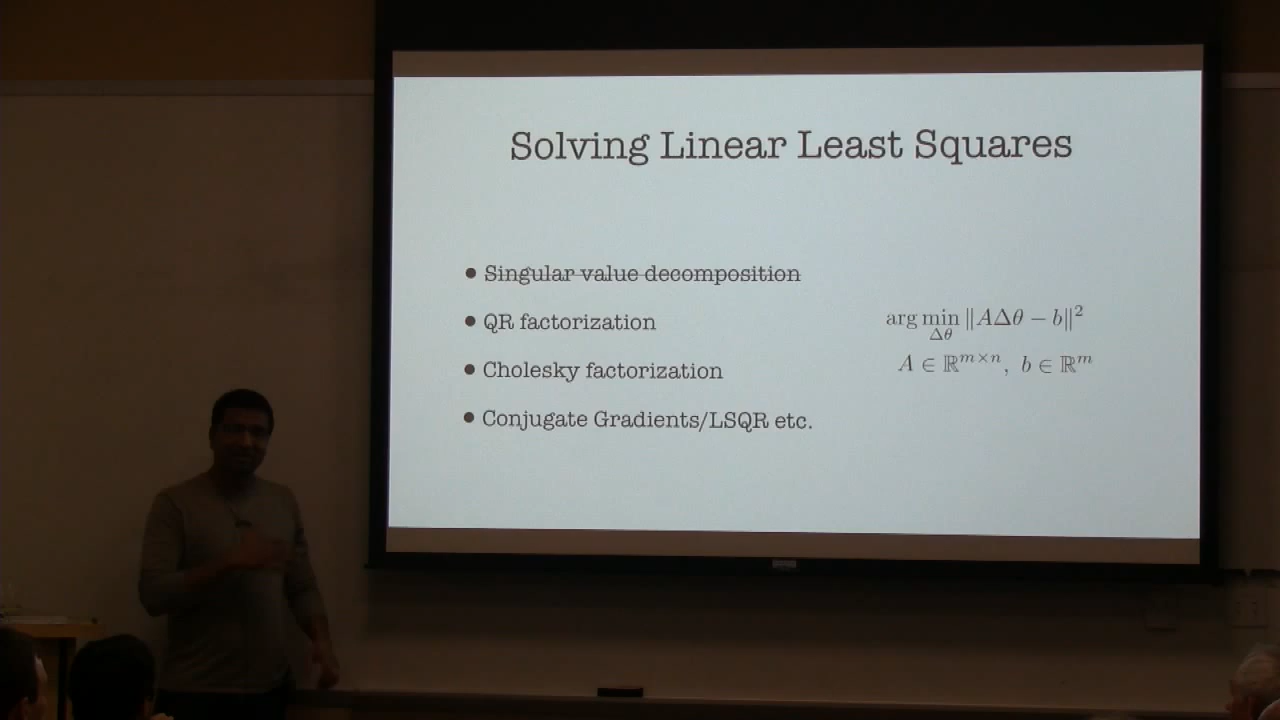 Solving Linear Least Squares
• Singular value decomposition
• QR factorization
• Cholesky factorization
• Conjugate Gradients/LSQR etc.
arg min ‖AΔθ − b‖²
Δθ
A ∈ ℝ^{m×n}, b ∈ ℝ^m